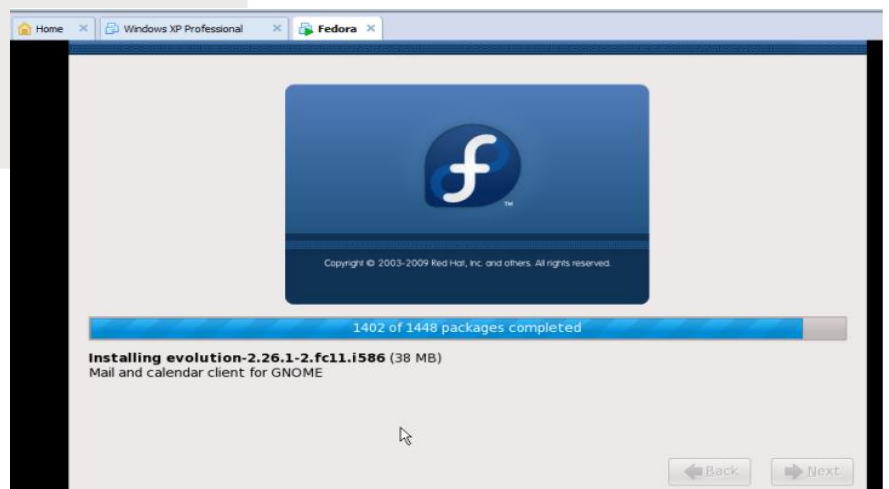 Home
Windows XP Professional
Fedora
TM
Copyright © 2003-2009 Red Hat, Inc. and others. All rights reserved.
1402 of 1448 packages completed
Installing evolution-2.26.1-2.fc11.i586 (38 MB)
Mail and calendar client for GNOME
Back
Next